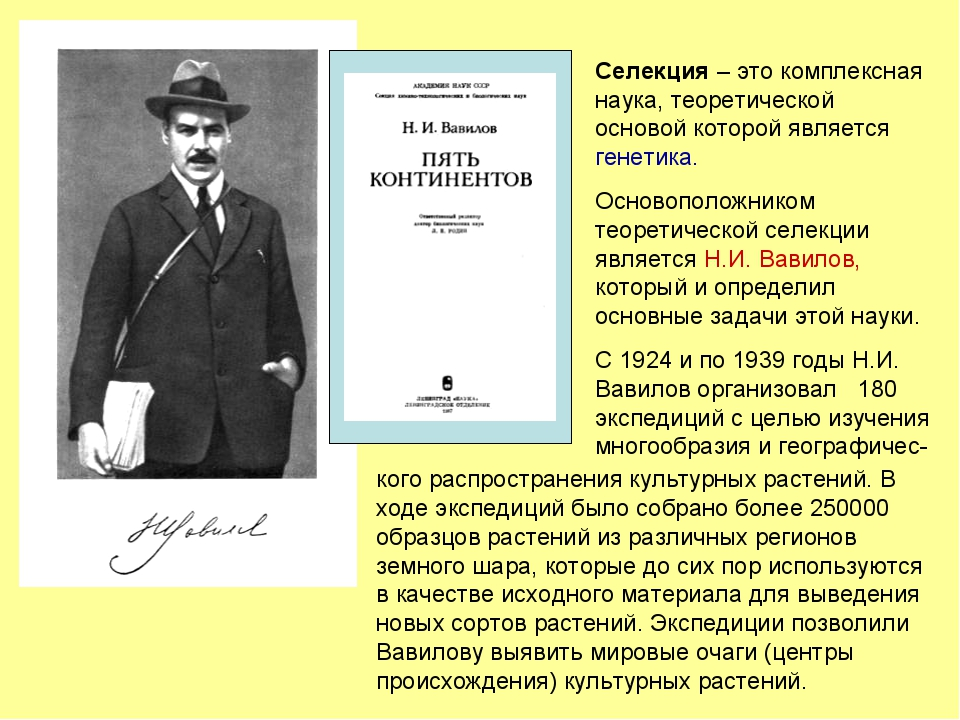 АКАДЕМИЯ НАУК СССР
Секция химико-технологических и биологических наук
Н. И. Вавилов
ПЯТЬ
КОНТИНЕНТОВ
Ответственный редактор
доктор биологических наук
Л. Е. РОДИН
ЛЕНИНГРАД «НАУКА»
ЛЕНИНГРАДСКОЕ ОТДЕЛЕНИЕ
1987
Селекция – это комплексная
наука, теоретической
основой которой является
генетика.
Основоположником
теоретической селекции
является Н.И. Вавилов,
который и определил
основные задачи этой науки.
С 1924 и по 1939 годы Н.И.
Вавилов организовал 180
экспедиций с целью изучения
многообразия и географичес-
кого распространения культурных растений. В
ходе экспедиций было собрано более 250000
образцов растений из различных регионов
земного шара, которые до сих пор используются
в качестве исходного материала для выведения
новых сортов растений. Экспедиции позволили
Вавилову выявить мировые очаги (центры
происхождения) культурных растений.